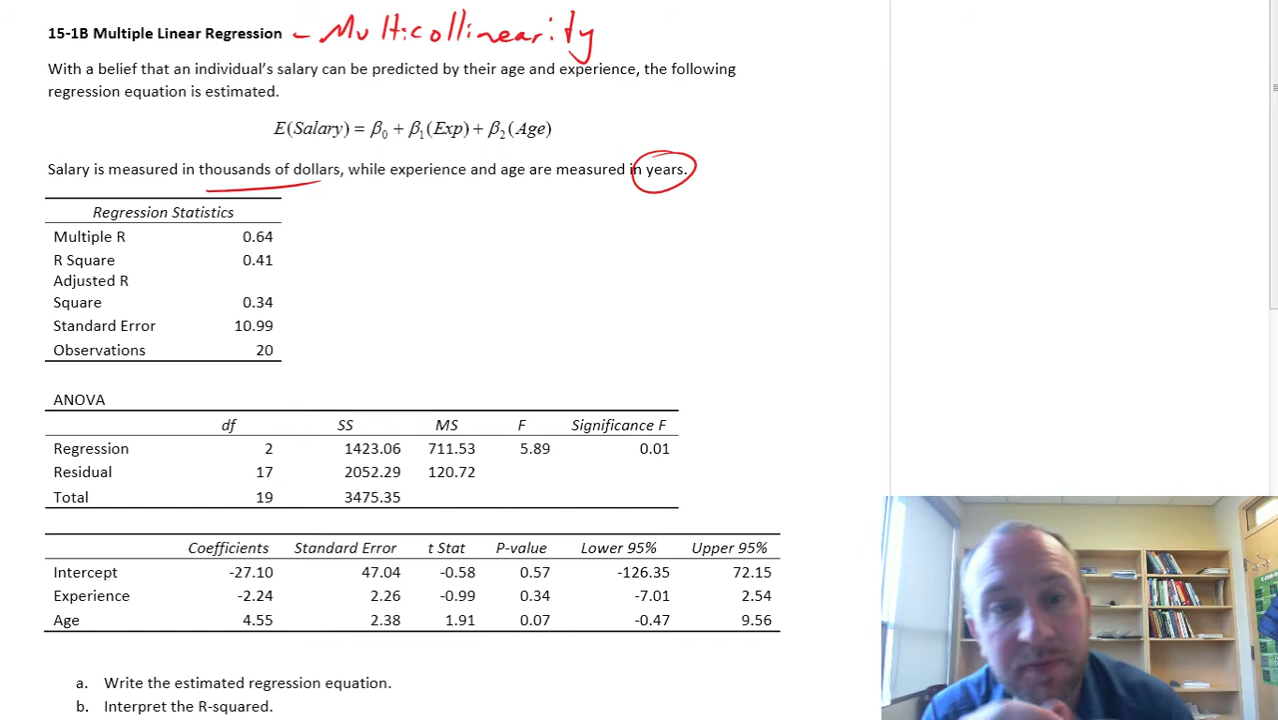 15-1B Multiple Linear Regression - Multicollinearity
With a belief that an individual's salary can be predicted by their age and experience, the following
regression equation is estimated.
E(Salary) = β₀ + β₁(Exp) + β₂(Age)
Salary is measured in thousands of dollars, while experience and age are measured in years.
Regression Statistics
Multiple R 0.64
R Square 0.41
Adjusted R
Square 0.34
Standard Error 10.99
Observations 20
ANOVA
df SS MS F Significance F
Regression 2 1423.06 711.53 5.89 0.01
Residual 17 2052.29 120.72
Total 19 3475.35
Coefficients Standard Error t Stat P-value Lower 95% Upper 95%
Intercept -27.10 47.04 -0.58 0.57 -126.35 72.15
Experience -2.24 2.26 -0.99 0.34 -7.01 2.54
Age 4.55 2.38 1.91 0.07 -0.47 9.56
a. Write the estimated regression equation.
b. Interpret the R-squared.